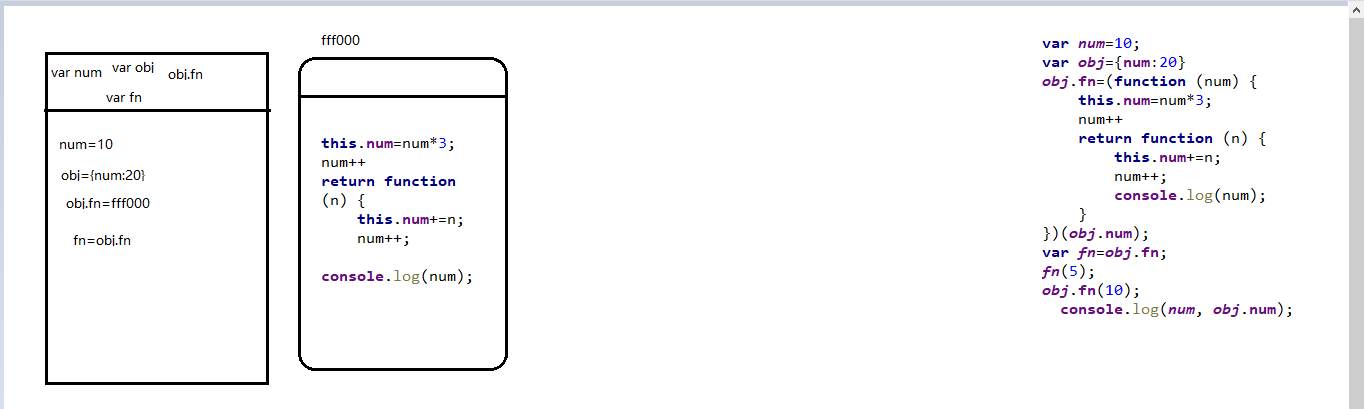 fff000
var num var obj obj.fn
var fn
num=10
obj={num:20}
obj.fn=fff000
fn=obj.fn
this.num=num*3;
num++
return function
(n) {
this.num+=n;
num++;
console.log(num);
var num=10;
var obj={num:20}
obj.fn=(function (num) {
this.num=num*3;
num++
return function (n) {
this.num+=n;
num++;
console.log(num);
}
})(obj.num);
var fn=obj.fn;
fn(5);
obj.fn(10);
console.log(num, obj.num);